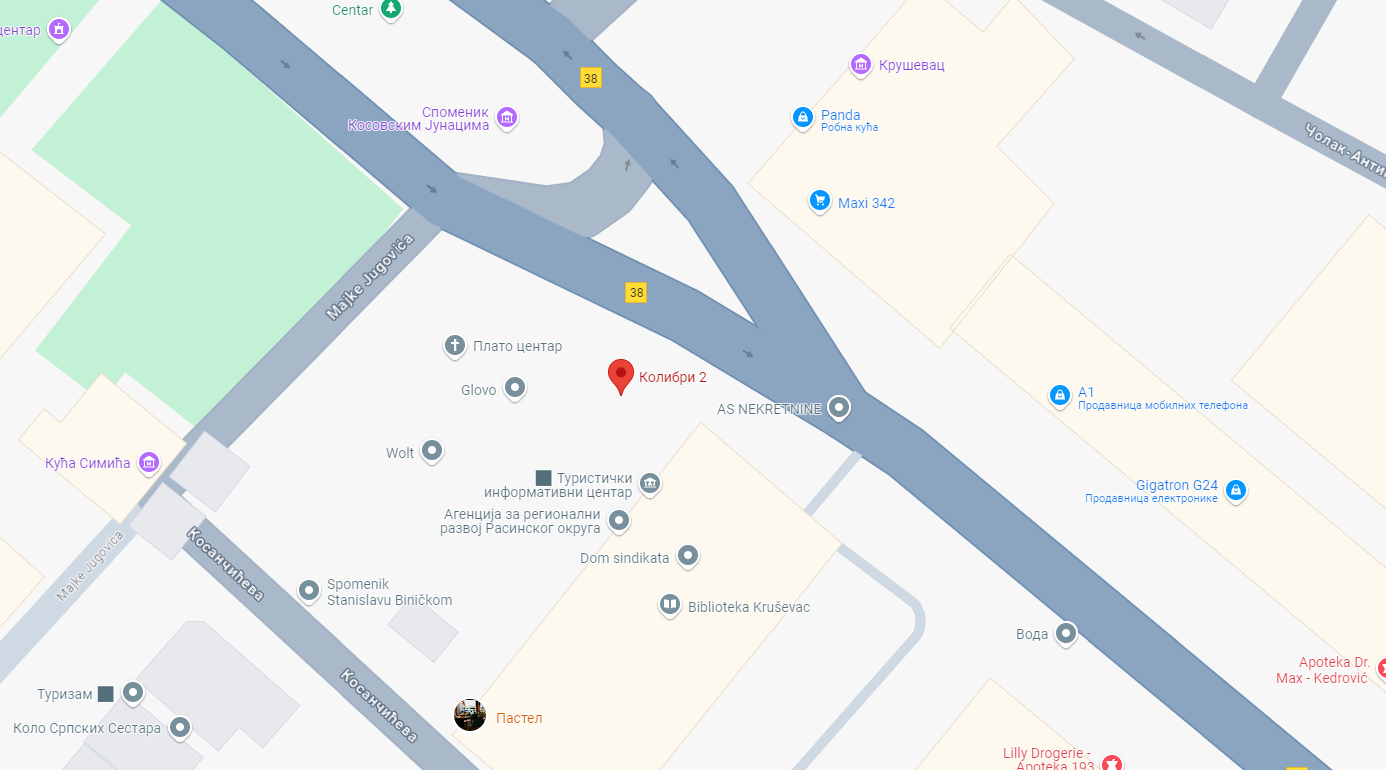 Centar
центар
38
Крушевац
Споменик
Косовским Јунацима
Panda
Робна кућа
Чолак-Анти
Maxi 342
Majke Jugovića
38
Плато центар
Колибри 2
Glovo
A1
Продавница мобилних телефона
AS NEKRETNINE
Wolt
Кућа Симића
Туристички
информативни центар
Gigatron G24
Продавница електронике
Агенција за регионални
развој Расинског округа
Dom sindikata
Majke Jugovića
Косанчићева
Spomenik
Stanislavu Biničkom
Biblioteka Kruševac
Вода
Apoteka Dr.
Max - Kedrović
Туризам
Косанчићева
Пастел
Коло Српских Сестара
Lilly Drogerie -
Apoteka 193